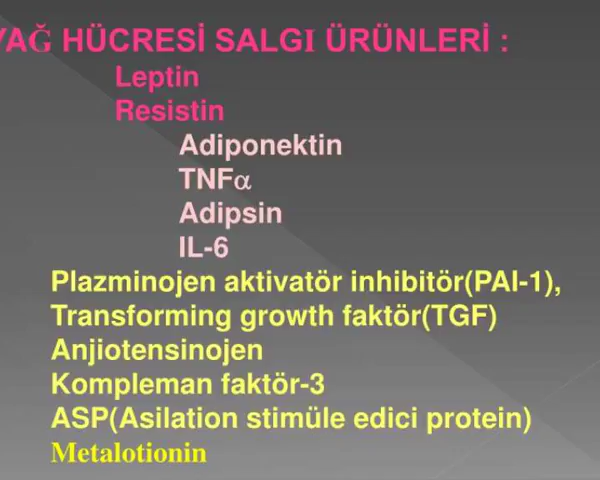 YAĞ HÜCRESİ SALGI ÜRÜNLERİ :
Leptin
Resistin
Adiponektin
TNFα
Adipsin
IL-6
Plazminojen aktivatör inhibitör(PAI-1),
Transforming growth faktör(TGF)
Anjiotensinojen
Kompleman faktör-3
ASP(Asilation stimüle edici protein)
Metalotionin